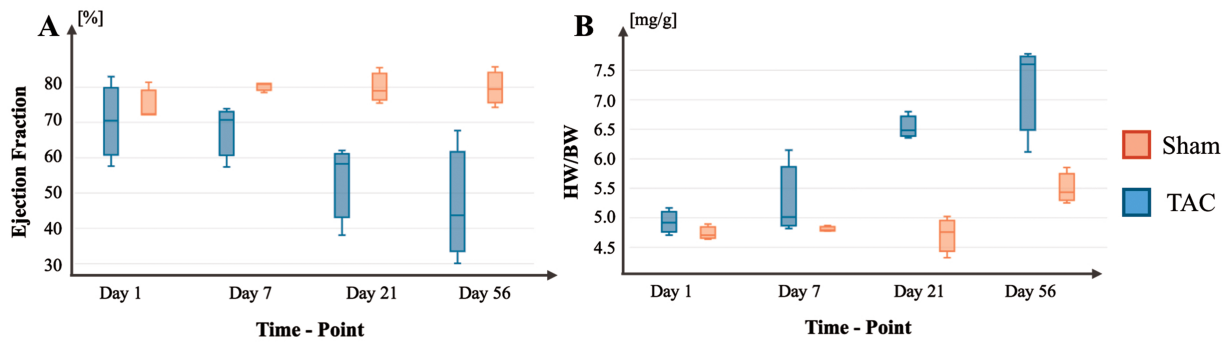 A
[%]
Ejection Fraction
80
70
60
50
40
30
Day 1
Day 7
Day 21
Day 56
Time - Point
B
[mg/g]
HW/BW
7.5
7.0
6.5
6.0
5.5
5.0
4.5
Day 1
Day 7
Day 21
Day 56
Time - Point
Sham
TAC